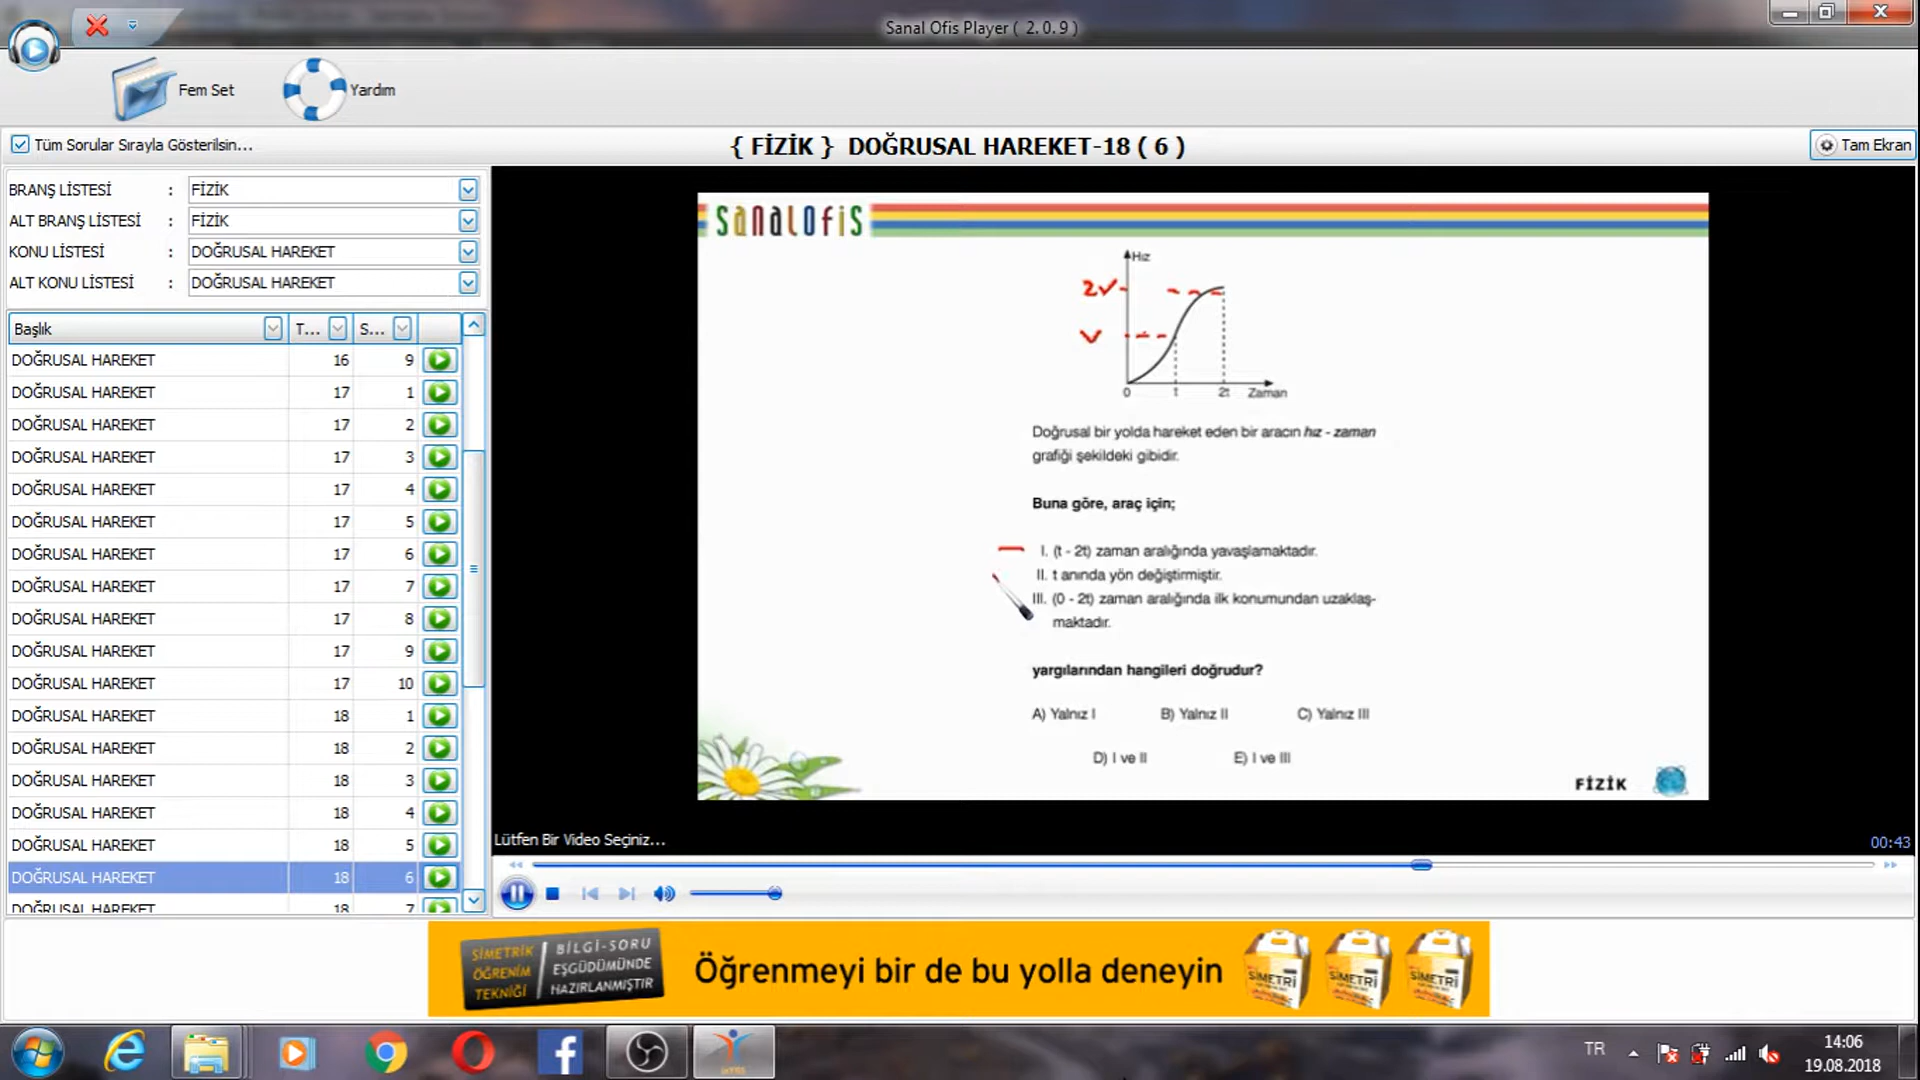 Sanal Ofis Player ( 2.0.9 )
Fem Set
Yardım
Tüm Sorular Sırayla Gösterilsin...
{ FİZİK } DOĞRUSAL HAREKET-18 ( 6 )
Tam Ekran
BRANŞ LİSTESİ : FİZİK
ALT BRANŞ LİSTESİ : FİZİK
KONU LİSTESİ : DOĞRUSAL HAREKET
ALT KONU LİSTESİ : DOĞRUSAL HAREKET
Başlık T... S...
DOĞRUSAL HAREKET 16 9
DOĞRUSAL HAREKET 17 1
DOĞRUSAL HAREKET 17 2
DOĞRUSAL HAREKET 17 3
DOĞRUSAL HAREKET 17 4
DOĞRUSAL HAREKET 17 5
DOĞRUSAL HAREKET 17 6
DOĞRUSAL HAREKET 17 7
DOĞRUSAL HAREKET 17 8
DOĞRUSAL HAREKET 17 9
DOĞRUSAL HAREKET 17 10
DOĞRUSAL HAREKET 18 1
DOĞRUSAL HAREKET 18 2
DOĞRUSAL HAREKET 18 3
DOĞRUSAL HAREKET 18 4
DOĞRUSAL HAREKET 18 5
DOĞRUSAL HAREKET 18 6
DOĞRUSAL HAREKET 18 7
sanalofis
Hız
2v
v
0 t 2t Zaman
Doğrusal bir yolda hareket eden bir aracın hız - zaman
grafiği şekildeki gibidir.
Buna göre, araç için;
I. (t - 2t) zaman aralığında yavaşlamaktadır.
II. t anında yön değiştirmiştir.
III. (0 - 2t) zaman aralığında ilk konumundan uzaklaş-
maktadır.
yargılarından hangileri doğrudur?
A) Yalnız I B) Yalnız II C) Yalnız III
D) I ve II E) I ve III
FİZİK
Lütfen Bir Video Seçiniz...
00:43
SİMETRİK ÖĞRENİM TEKNİĞİ
BİLGİ-SORU EŞGÜDÜMÜNDE HAZIRLANMIŞTIR
Öğrenmeyi bir de bu yolla deneyin
SİMETRİ SİMETRİ SİMETRİ
TR
14:06
19.08.2018